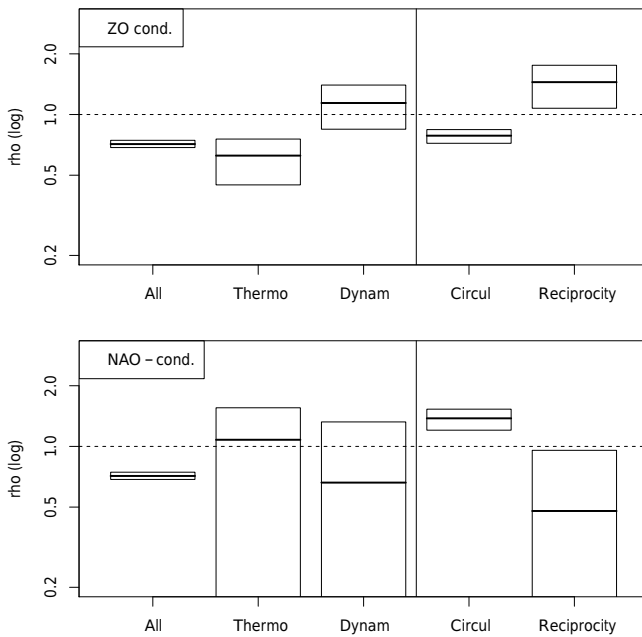 ZO cond.
rho (log)
2.0
1.0
0.5
0.2
All Thermo Dynam Circul Reciprocity
NAO – cond.
rho (log)
2.0
1.0
0.5
0.2
All Thermo Dynam Circul Reciprocity